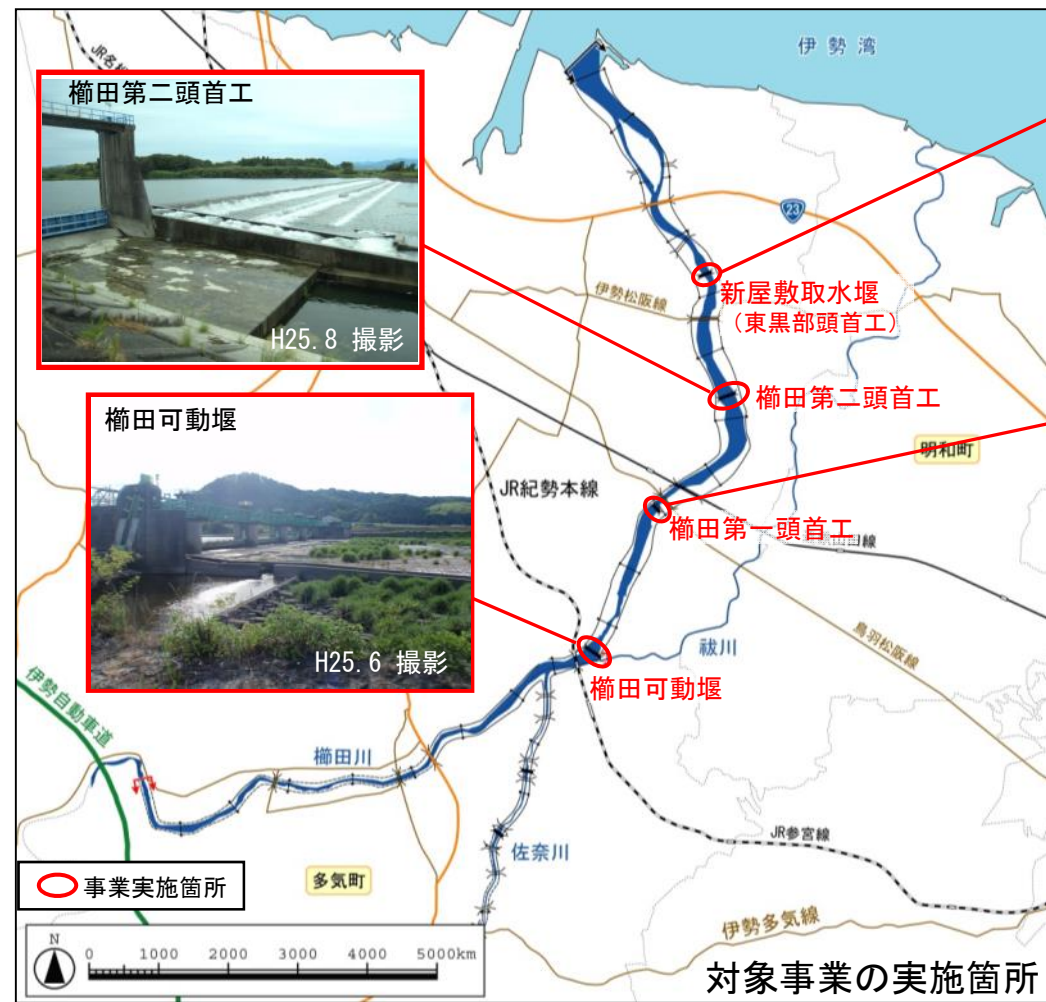 伊勢湾
櫛田第二頭首工
H25.8 撮影
23
伊勢松阪線
新屋敷取水堰
(東黒部頭首工)
櫛田第二頭首工
明和町
櫛田可動堰
H25.6 撮影
JR紀勢本線
櫛田第一頭首工
鳥羽松阪線
祓川
櫛田可動堰
伊勢自動車道
櫛田川
佐奈川
JR参宮線
多気町
事業実施箇所
伊勢多気線
N
0 1000 2000 3000 4000 5000km
対象事業の実施箇所